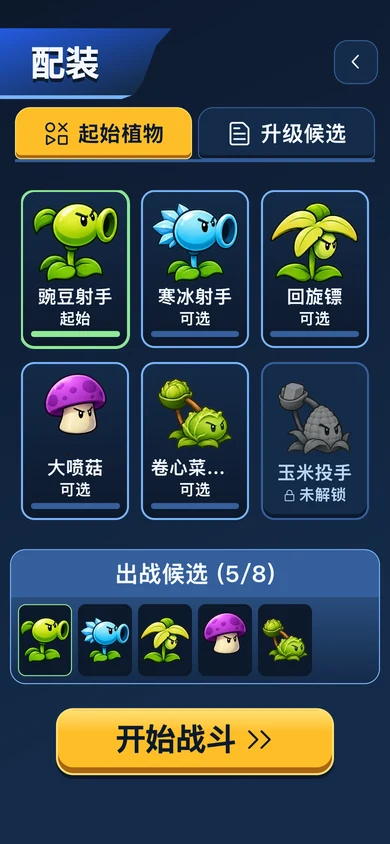 配装
起始植物
升级候选
豌豆射手
起始
寒冰射手
可选
回旋镖
可选
大喷菇
可选
卷心菜...
可选
玉米投手
未解锁
出战候选 (5/8)
开始战斗 >>